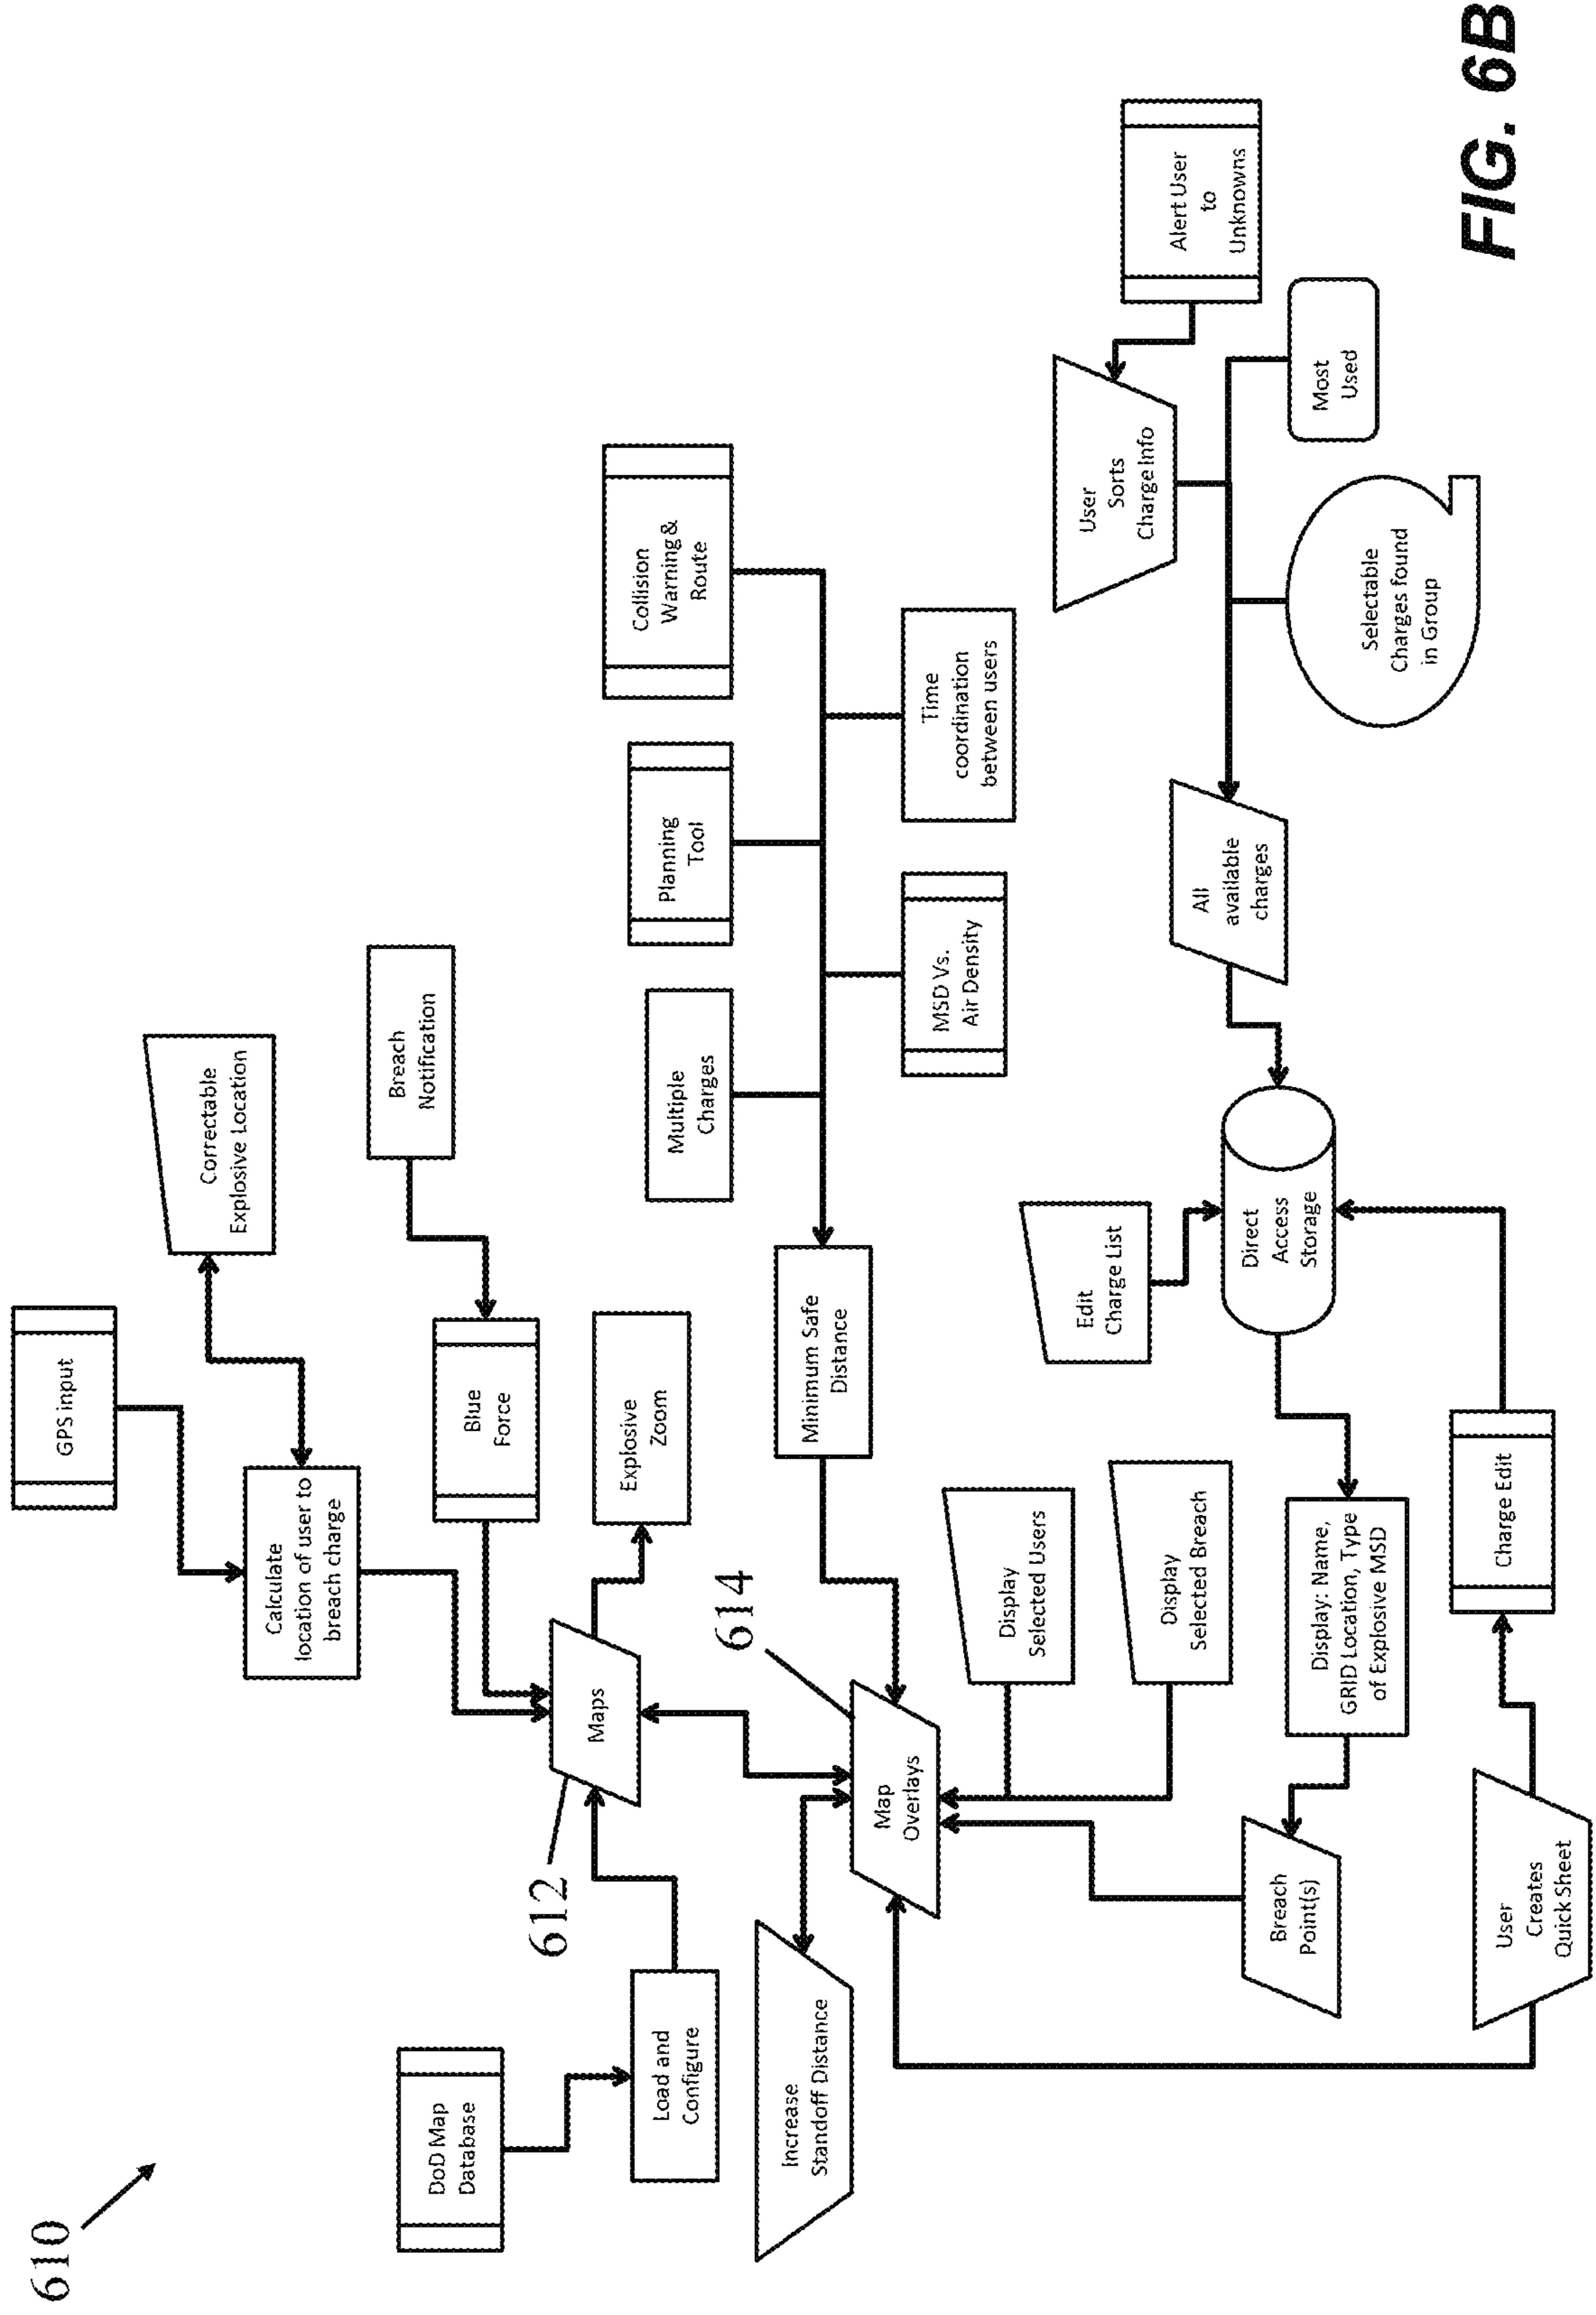 610
DoD Map
Database
Load and
Configure
GPS input
Calculate
location of user to
breach charge
Correctable
Explosive Location
Breach
Notification
Blue
Force
612
Maps
Explosive
Zoom
Increase
Standoff Distance
614
Map
Overlays
Minimum Safe
Distance
Multiple
Charges
Planning
Tool
Collision
Warning &
Route
MSD Vs.
Air Density
Time
coordination
between users
Display
Selected Users
Display
Selected Breach
Edit
Charge List
User
Sorts
Charge Info
Alert User
to
Unknowns
Breach
Point(s)
Display: Name,
GRID Location, Type
of Explosive MSD
Direct
Access
Storage
All
available
charges
Selectable
Charges found
in Group
Most
Used
User
Creates
Quick Sheet
Charge Edit
FIG. 6B